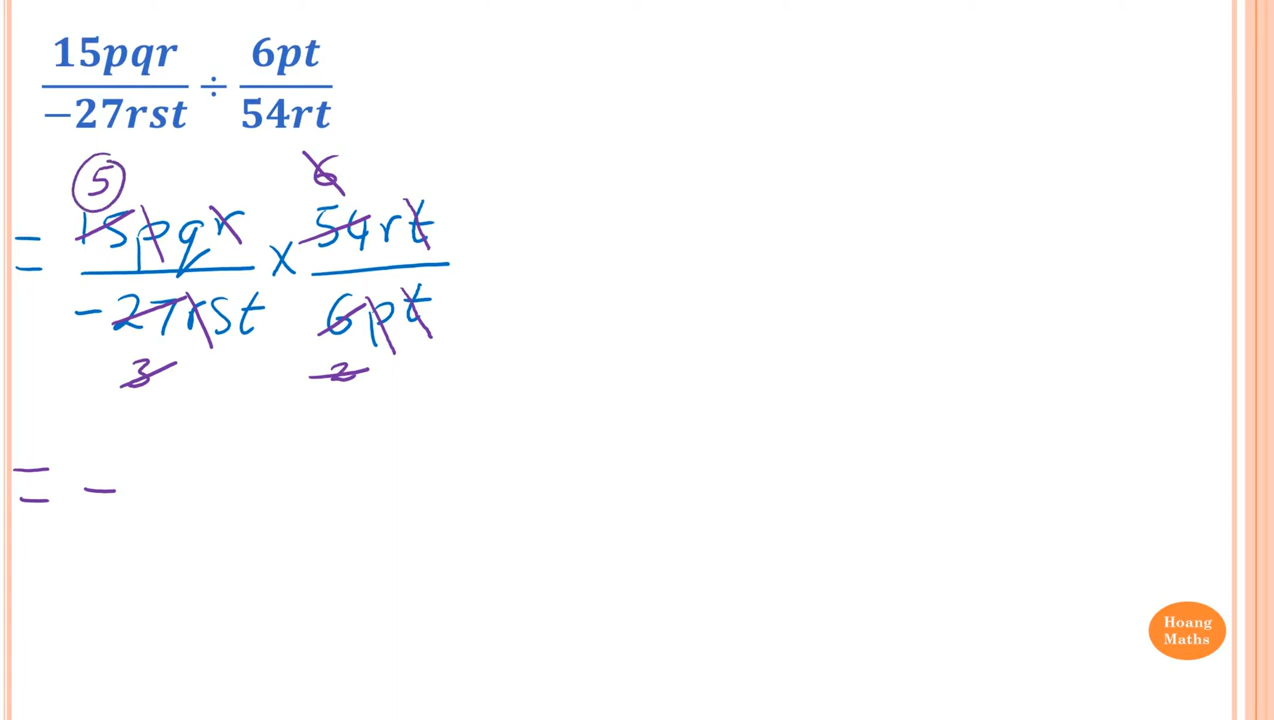 15pqr 6pt
÷
−27rst 54rt
5 6
= 15pqr × 54rt
-27rst 6pt
3 2
= -
Hoang
Maths